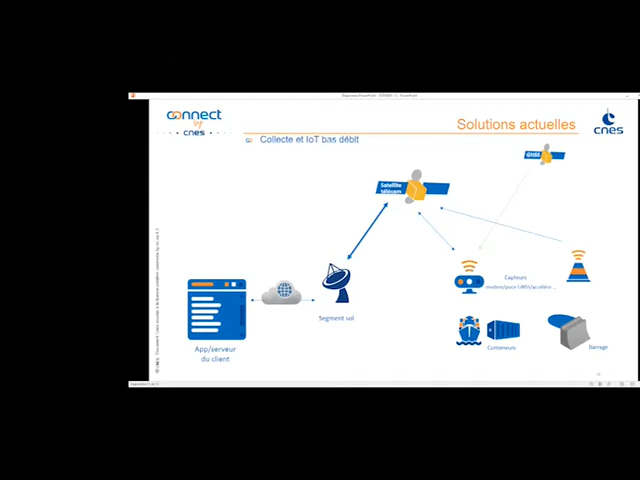 connect
by
cnes
Solutions actuelles
cnes
Collecte et IoT bas débit
GNSS
Satellite
télécom
Capteurs
modem/puce GNSS/accéléro ...
Segment sol
App/serveur
du client
Conteneurs
Barrage